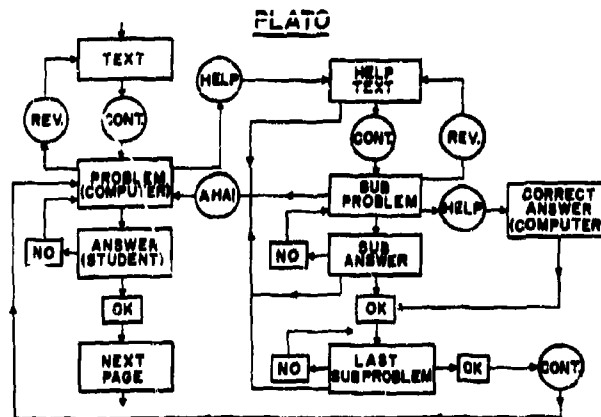 PLATO
TEXT
HELP
HELP
TEXT
REV.
CONT.
CONT.
REV.
PROBLEM
(COMPUTER)
AHA!
SUB
PROBLEM
HELP
CORRECT
ANSWER
(COMPUTER
NO
ANSWER
(STUDENT)
NO
SUB
ANSWER
OK
OK
NEXT
PAGE
NO
LAST
SUBPROBLEM
OK
CONT.